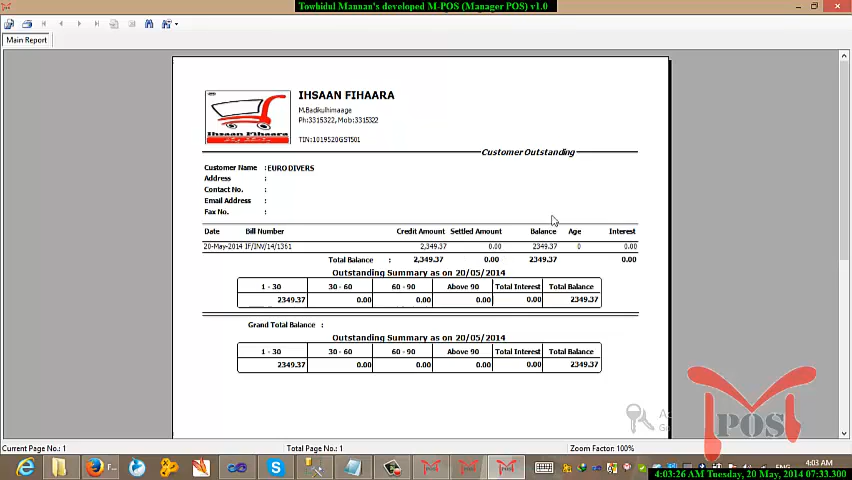 Towhidul Mannan's developed M-POS (Manager POS) v1.0
Main Report
IHSAAN FIHAARA
M.Badikulhimaage
Ph:3315322, Mob:3315322
Ihsaan Fihaara
TIN:1019520GST501
Customer Outstanding
Customer Name : EURO DIVERS
Address :
Contact No. :
Email Address :
Fax No. :
Date Bill Number Credit Amount Settled Amount Balance Age Interest
20-May-2014 IF/INV/14/1361 2,349.37 0.00 2349.37 0 0.00
Total Balance : 2,349.37 0.00 2349.37 0.00
Outstanding Summary as on 20/05/2014
1 - 30 30 - 60 60 - 90 Above 90 Total Interest Total Balance
2349.37 0.00 0.00 0.00 0.00 2349.37
Grand Total Balance :
Outstanding Summary as on 20/05/2014
1 - 30 30 - 60 60 - 90 Above 90 Total Interest Total Balance
2349.37 0.00 0.00 0.00 0.00 2349.37
POS
Current Page No.: 1 Total Page No.: 1 Zoom Factor: 100%
F...
ENG 4:03 AM
4:03:26 AM Tuesday, 20 May, 2014 07:33.300